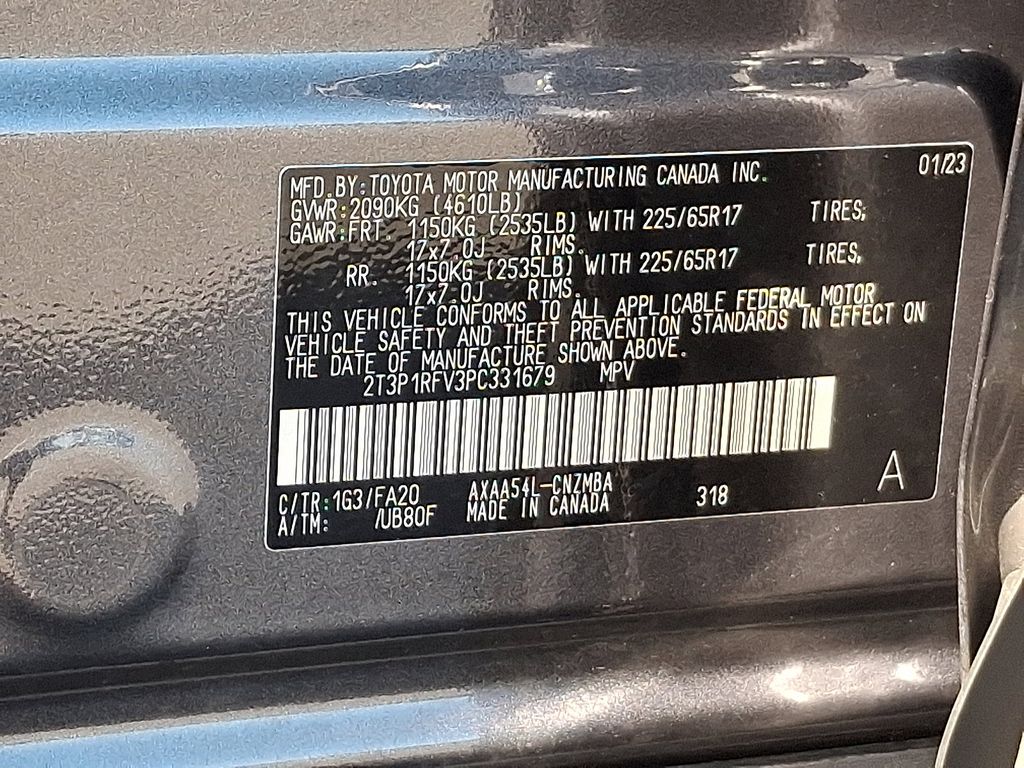 01/23
MFD.BY:TOYOTA MOTOR MANUFACTURING CANADA INC.
GVWR:2090KG (4610LB)
GAWR:FRT. 1150KG (2535LB) WITH 225/65R17 TIRES;
17x7.0J RIMS.
RR. 1150KG (2535LB) WITH 225/65R17 TIRES,
17x7.0J RIMS.
THIS VEHICLE CONFORMS TO ALL APPLICABLE FEDERAL MOTOR
VEHICLE SAFETY AND THEFT PREVENTION STANDARDS IN EFFECT ON
THE DATE OF MANUFACTURE SHOWN ABOVE.
2T3P1RFV3PC331679 MPV
C/TR:1G3/FA20 AXAA54L-CNZMBA 318 A
A/TM: /UB80F MADE IN CANADA